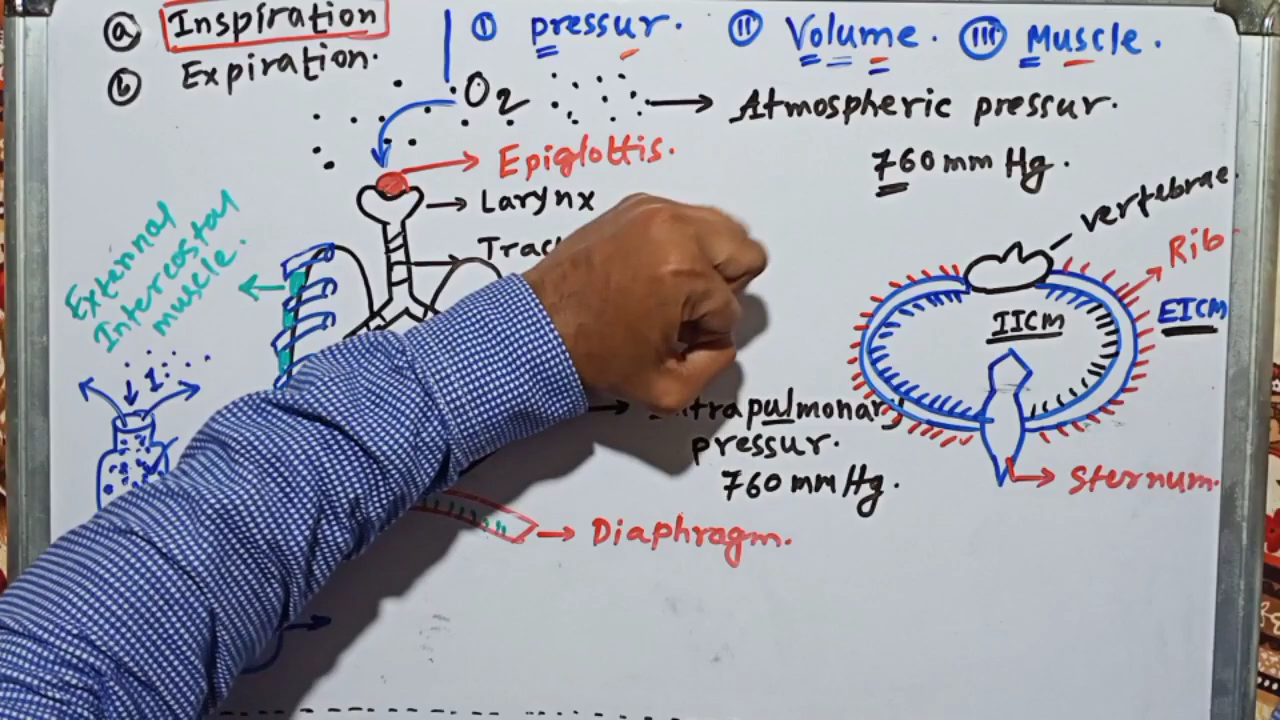 a Inspiration
b Expiration.
I pressur. II Volume. III Muscle.
O2
Atmospheric pressur.
760 mm Hg.
Epiglottis.
Larynx
External
Intercostal
muscle.
vertebrae.
Rib
EICM
IICM
pressur.
760 mm Hg.
Sternum.
Diaphragm.